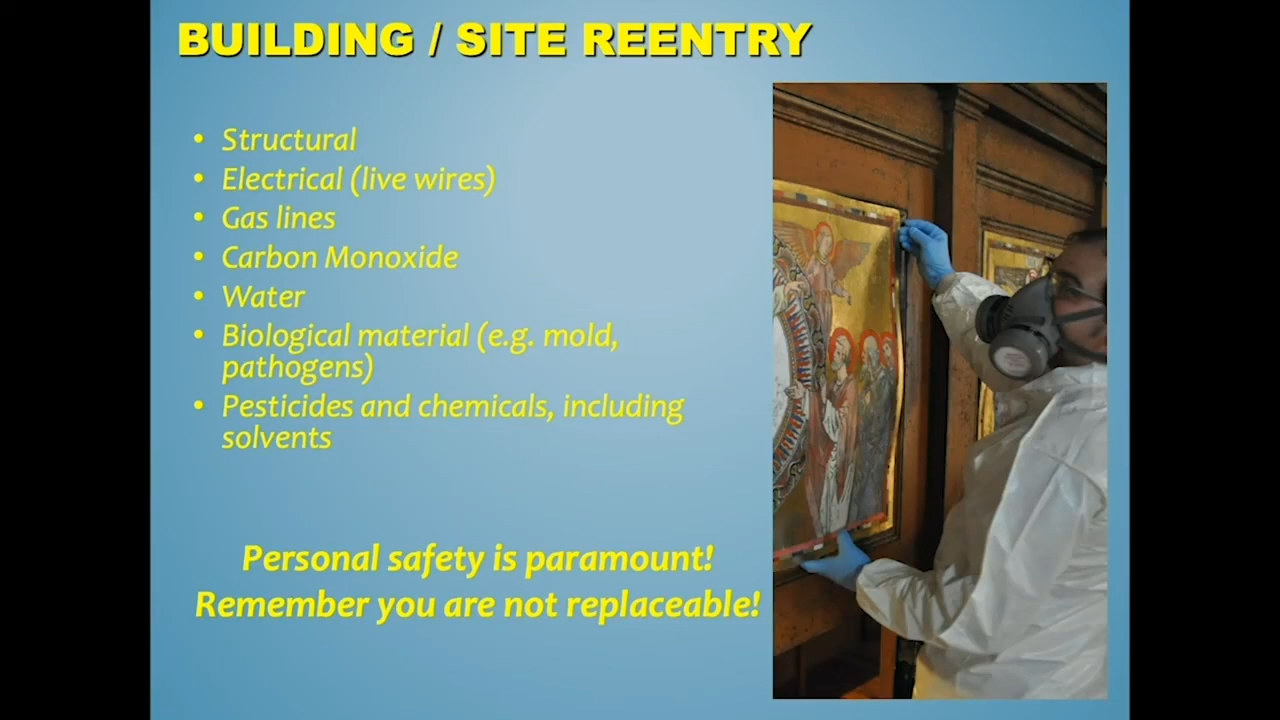 BUILDING / SITE REENTRY
• Structural
• Electrical (live wires)
• Gas lines
• Carbon Monoxide
• Water
• Biological material (e.g. mold,
pathogens)
• Pesticides and chemicals, including
solvents
Personal safety is paramount!
Remember you are not replaceable!